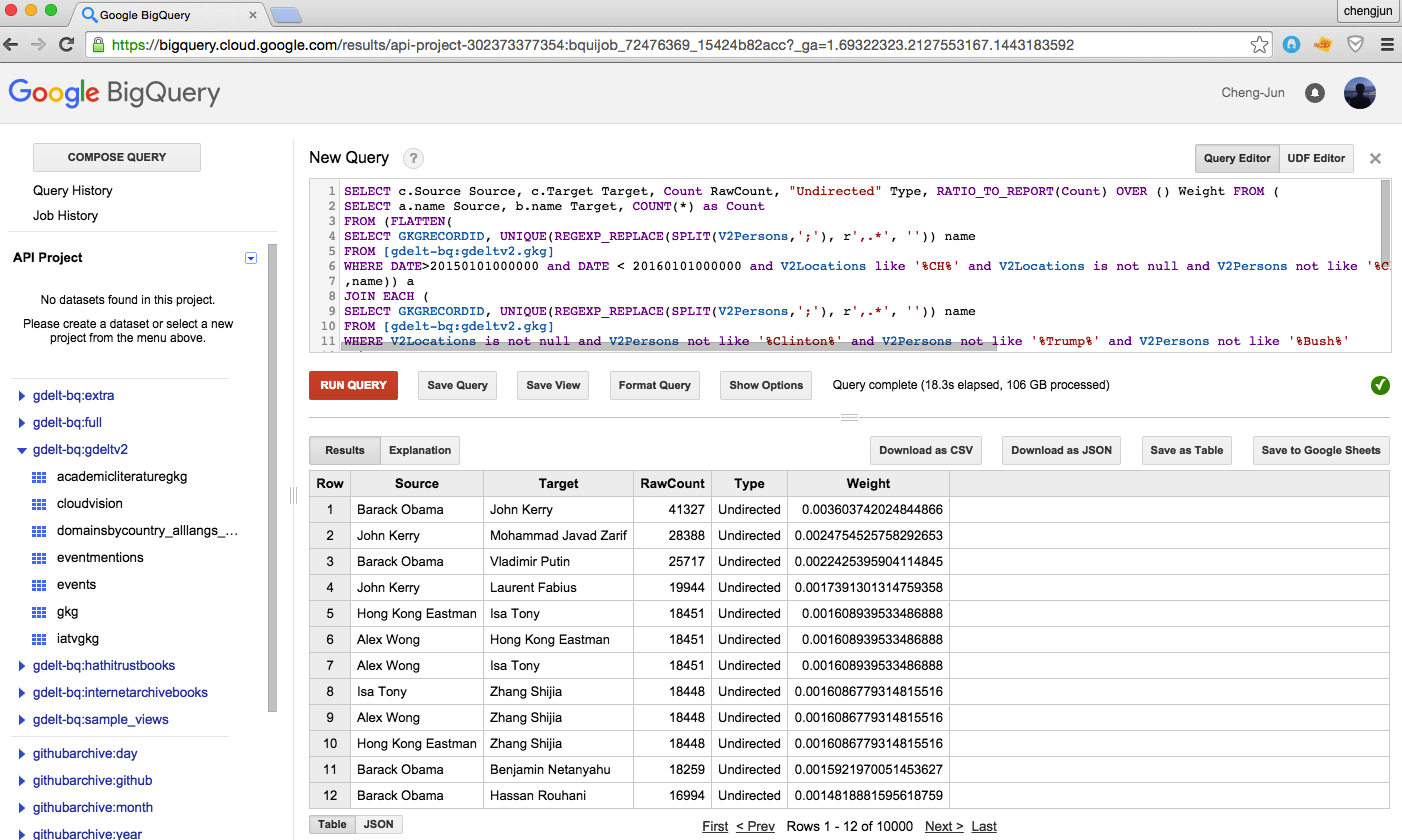 chengjun
Google BigQuery
https://bigquery.cloud.google.com/results/api-project-302373377354:bquijob_72476369_15424b82acc?_ga=1.69322323.2127553167.1443183592
Google BigQuery
Cheng-Jun
COMPOSE QUERY
Query History
Job History
API Project
No datasets found in this project.
Please create a dataset or select a new
project from the menu above.
gdelt-bq:extra
gdelt-bq:full
gdelt-bq:gdeltv2
academicliteraturegkg
cloudvision
domainsbycountry_alllangs_...
eventmentions
events
gkg
iatvgkg
gdelt-bq:hathitrustbooks
gdelt-bq:internetarchivebooks
gdelt-bq:sample_views
githubarchive:day
githubarchive:github
githubarchive:month
githubarchive:year
New Query ?
Query Editor UDF Editor
1 SELECT c.Source Source, c.Target Target, Count RawCount, "Undirected" Type, RATIO_TO_REPORT(Count) OVER () Weight FROM (
2 SELECT a.name Source, b.name Target, COUNT(*) as Count
3 FROM (FLATTEN(
4 SELECT GKGRECORDID, UNIQUE(REGEXP_REPLACE(SPLIT(V2Persons,';'), r',.*', '')) name
5 FROM [gdelt-bq:gdeltv2.gkg]
6 WHERE DATE>20150101000000 and DATE < 20160101000000 and V2Locations like '%CH%' and V2Locations is not null and V2Persons not like
7 ,name)) a
8 JOIN EACH (
9 SELECT GKGRECORDID, UNIQUE(REGEXP_REPLACE(SPLIT(V2Persons,';'), r',.*', '')) name
10 FROM [gdelt-bq:gdeltv2.gkg]
11 WHERE V2Locations is not null and V2Persons not like '%Clinton%' and V2Persons not like '%Trump%' and V2Persons not like '%Bush%'
RUN QUERY Save Query Save View Format Query Show Options Query complete (18.3s elapsed, 106 GB processed)
Results Explanation Download as CSV Download as JSON Save as Table Save to Google Sheets
Row Source Target RawCount Type Weight
1 Barack Obama John Kerry 41327 Undirected 0.003603742024844866
2 John Kerry Mohammad Javad Zarif 28388 Undirected 0.0024754525758292653
3 Barack Obama Vladimir Putin 25717 Undirected 0.0022425395904114845
4 John Kerry Laurent Fabius 19944 Undirected 0.0017391301314759358
5 Hong Kong Eastman Isa Tony 18451 Undirected 0.001608939533486888
6 Alex Wong Hong Kong Eastman 18451 Undirected 0.001608939533486888
7 Alex Wong Isa Tony 18451 Undirected 0.001608939533486888
8 Isa Tony Zhang Shijia 18448 Undirected 0.0016086779314815516
9 Alex Wong Zhang Shijia 18448 Undirected 0.0016086779314815516
10 Hong Kong Eastman Zhang Shijia 18448 Undirected 0.0016086779314815516
11 Barack Obama Benjamin Netanyahu 18259 Undirected 0.0015921970051453627
12 Barack Obama Hassan Rouhani 16994 Undirected 0.0014818881595618759
Table JSON
First < Prev Rows 1 - 12 of 10000 Next > Last